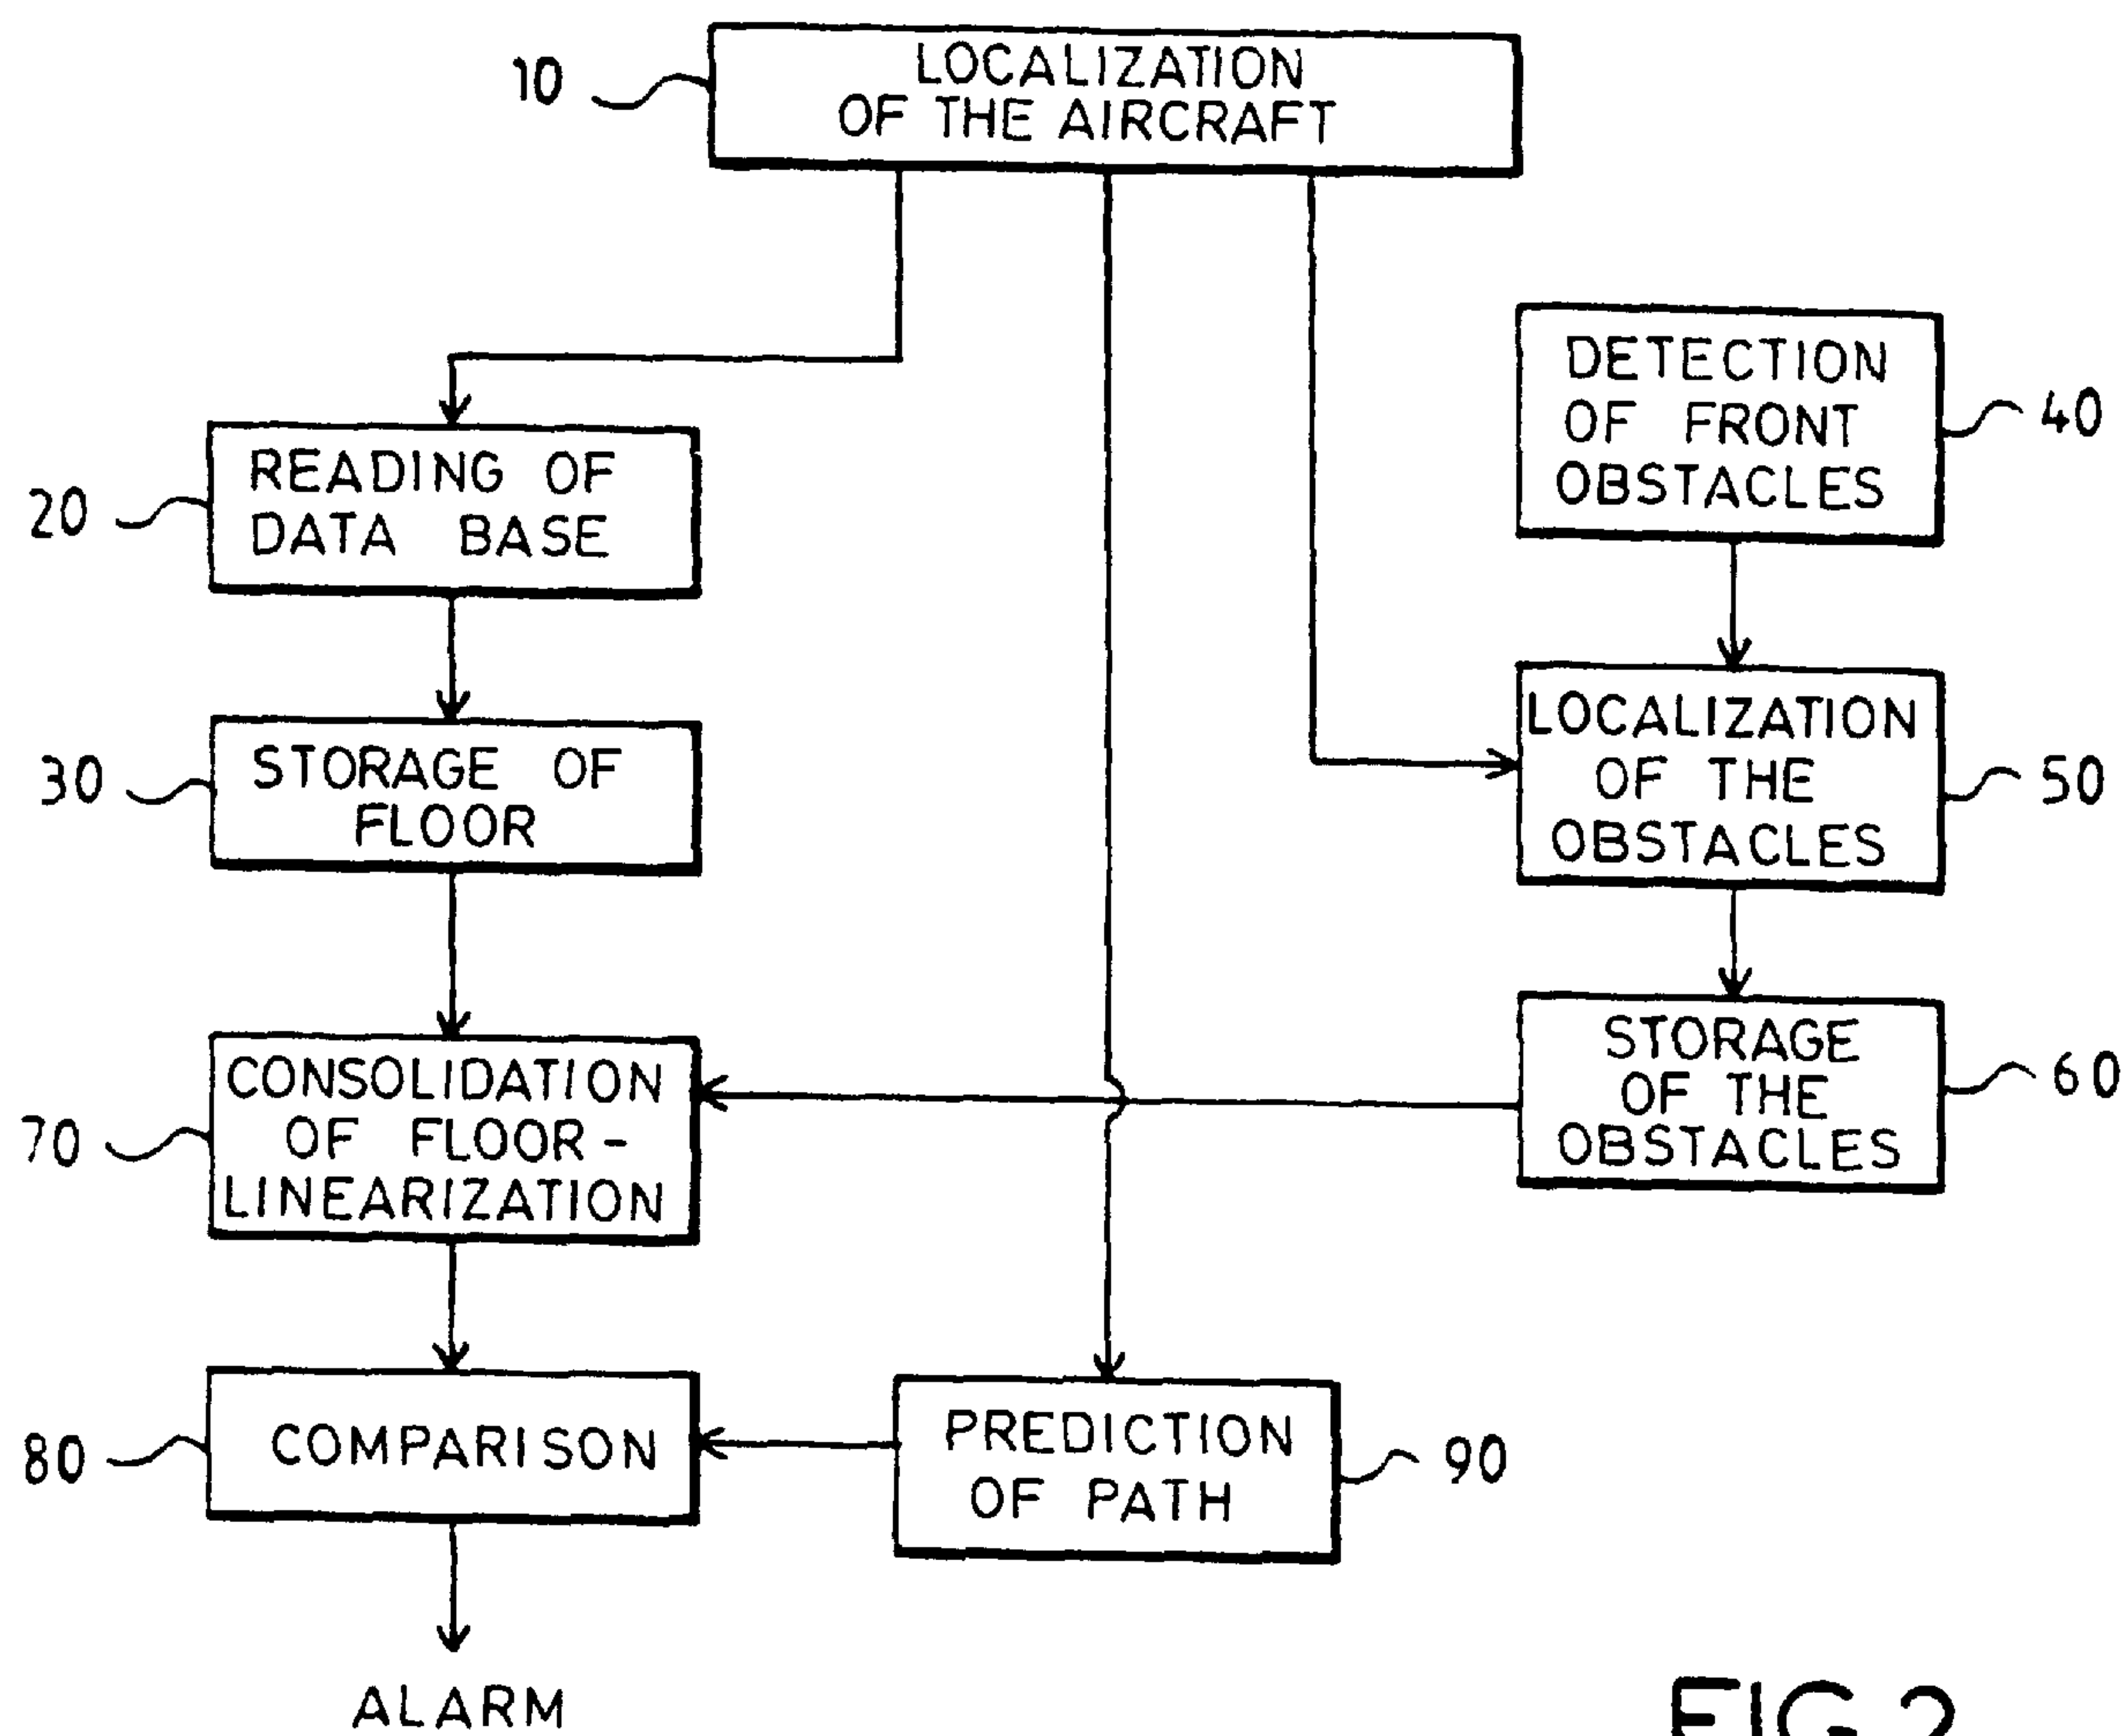 10
LOCALIZATION
OF THE AIRCRAFT
DETECTION
OF FRONT
OBSTACLES
40
20
READING OF
DATA BASE
LOCALIZATION
OF THE
OBSTACLES
50
30
STORAGE OF
FLOOR
STORAGE
OF THE
OBSTACLES
60
70
CONSOLIDATION
OF FLOOR-
LINEARIZATION
80
COMPARISON
PREDICTION
OF PATH
90
ALARM
FIG.2